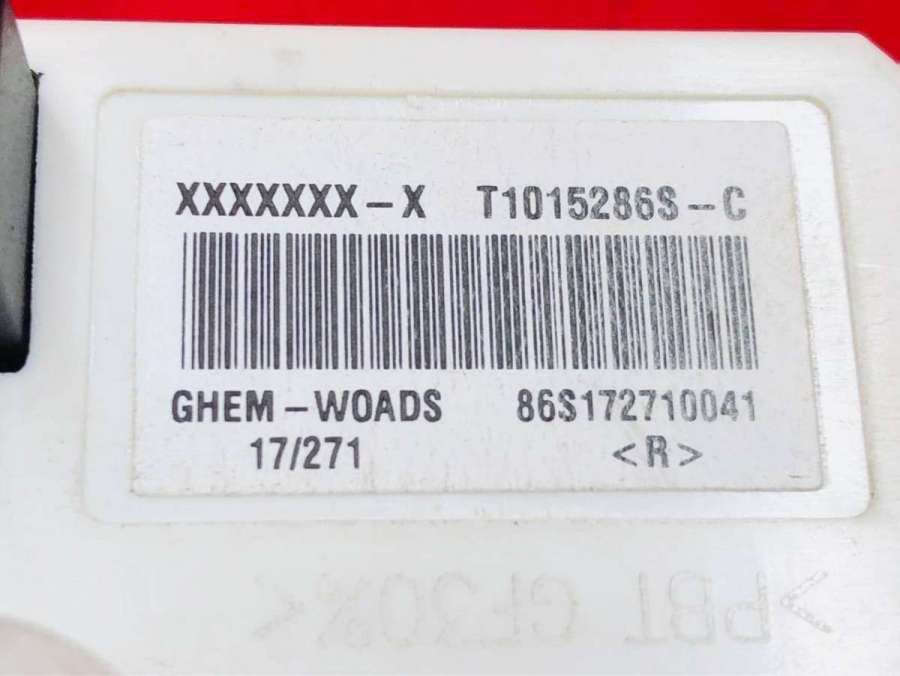 XXXXXXX-X T1015286S-C
GHEM-WOADS 86S172710041
17/271 <R>
>PBT GF30%<